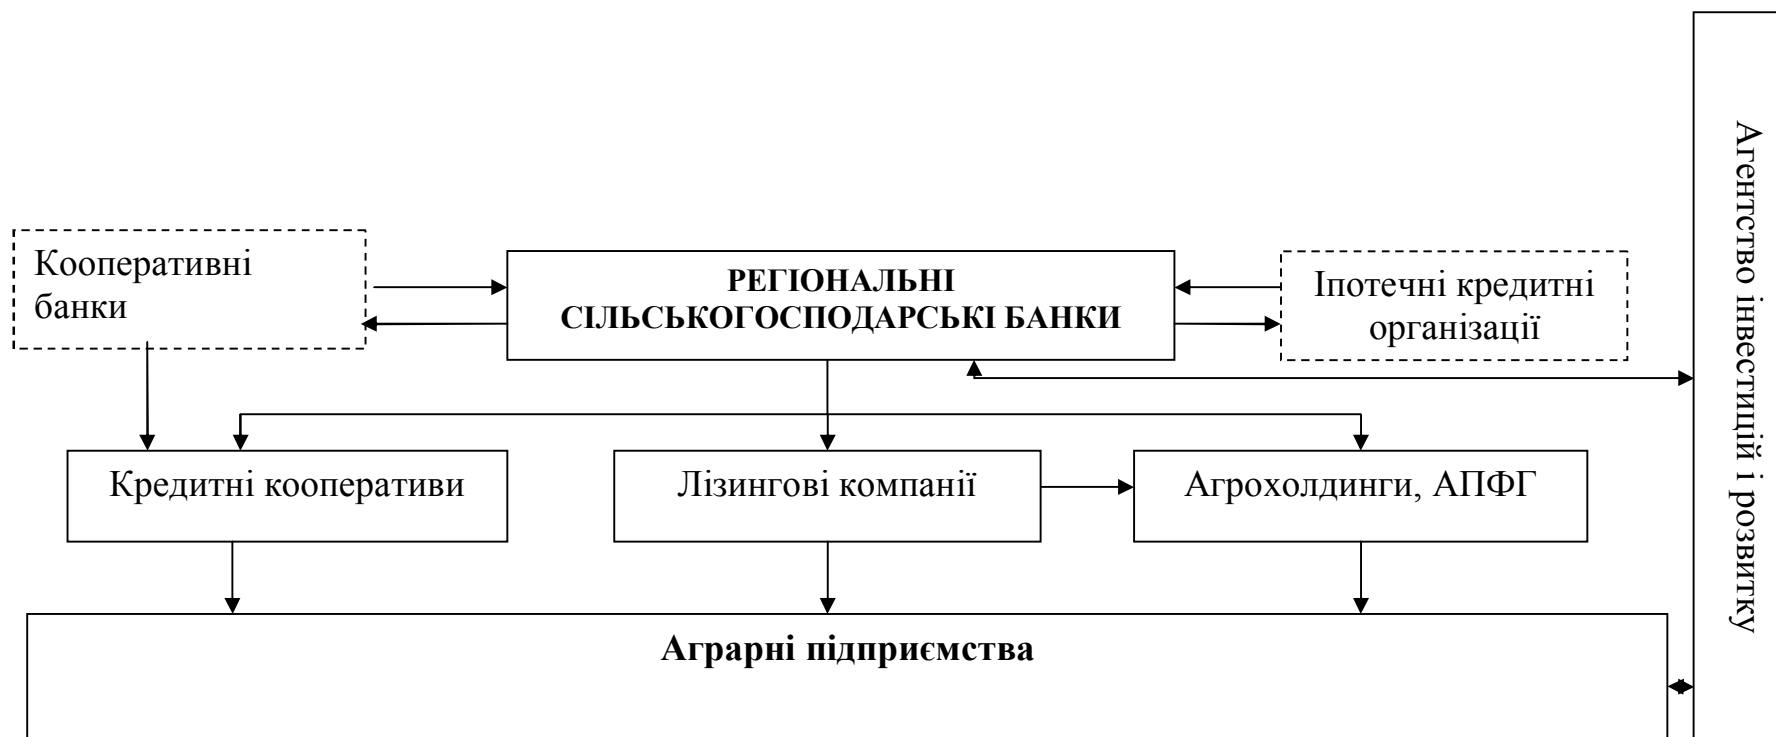 Кооперативні
банки
РЕГІОНАЛЬНІ
СІЛЬСЬКОГОСПОДАРСЬКІ БАНКИ
Іпотечні кредитні
організації
Кредитні кооперативи
Лізингові компанії
Агрохолдинги, АПФГ
Аграрні підприємства
Агентство інвестицій і розвитку